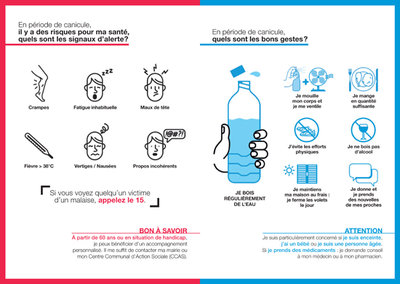 En période de canicule,
il y a des risques pour ma santé,
quels sont les signaux d'alerte?
zzz
Crampes
Fatigue inhabituelle
Maux de tête
@#?!
Fièvre > 38°C
Vertiges / Nausées
Propos incohérents
Si vous voyez quelqu'un victime
d'un malaise, appelez le 15.
BON À SAVOIR
À partir de 60 ans ou en situation de handicap,
je peux bénéficier d'un accompagnement
personnalisé. Il me suffit de contacter ma mairie ou
mon Centre Communal d'Action Sociale (CCAS).
En période de canicule,
quels sont les bons gestes?
JE BOIS
RÉGULIÈREMENT
DE L'EAU
Je mouille
mon corps et
je me ventile
Je mange
en quantité
suffisante
J'évite les efforts
physiques
Je ne bois pas
d'alcool
Je maintiens
ma maison au frais :
je ferme les volets
le jour
Je donne et
je prends
des nouvelles
de mes proches
ATTENTION
Je suis particulièrement concerné si je suis enceinte,
j'ai un bébé ou je suis une personne âgée.
Si je prends des médicaments : je demande conseil
à mon médecin ou à mon pharmacien.